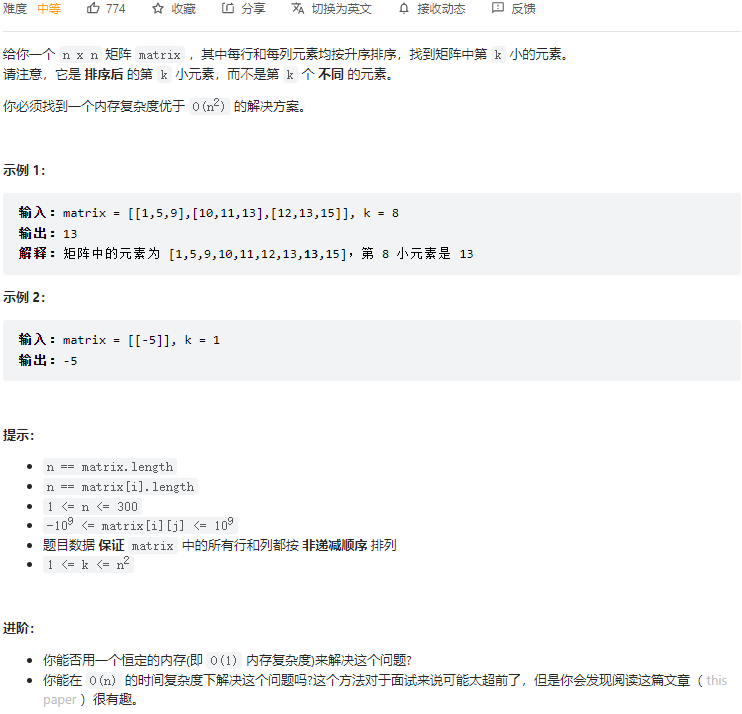 难度 中等 774 收藏 分享 切换为英文 接收动态 反馈
给你一个 n x n 矩阵 matrix ，其中每行和每列元素均按升序排序，找到矩阵中第 k 小的元素。
请注意，它是 排序后 的第 k 小元素，而不是第 k 个 不同 的元素。
你必须找到一个内存复杂度优于 O(n²) 的解决方案。
示例 1：
输入：matrix = [[1,5,9],[10,11,13],[12,13,15]], k = 8
输出：13
解释：矩阵中的元素为 [1,5,9,10,11,12,13,13,15]，第 8 小元素是 13
示例 2：
输入：matrix = [[-5]], k = 1
输出：-5
提示：
n == matrix.length
n == matrix[i].length
1 <= n <= 300
-10⁹ <= matrix[i][j] <= 10⁹
题目数据 保证 matrix 中的所有行和列都按 非递减顺序 排列
1 <= k <= n²
进阶：
你能否用一个恒定的内存(即 O(1) 内存复杂度)来解决这个问题?
你能在 O(n) 的时间复杂度下解决这个问题吗?这个方法对于面试来说可能太超前了，但是你会发现阅读这篇文章（ this
paper ）很有趣。